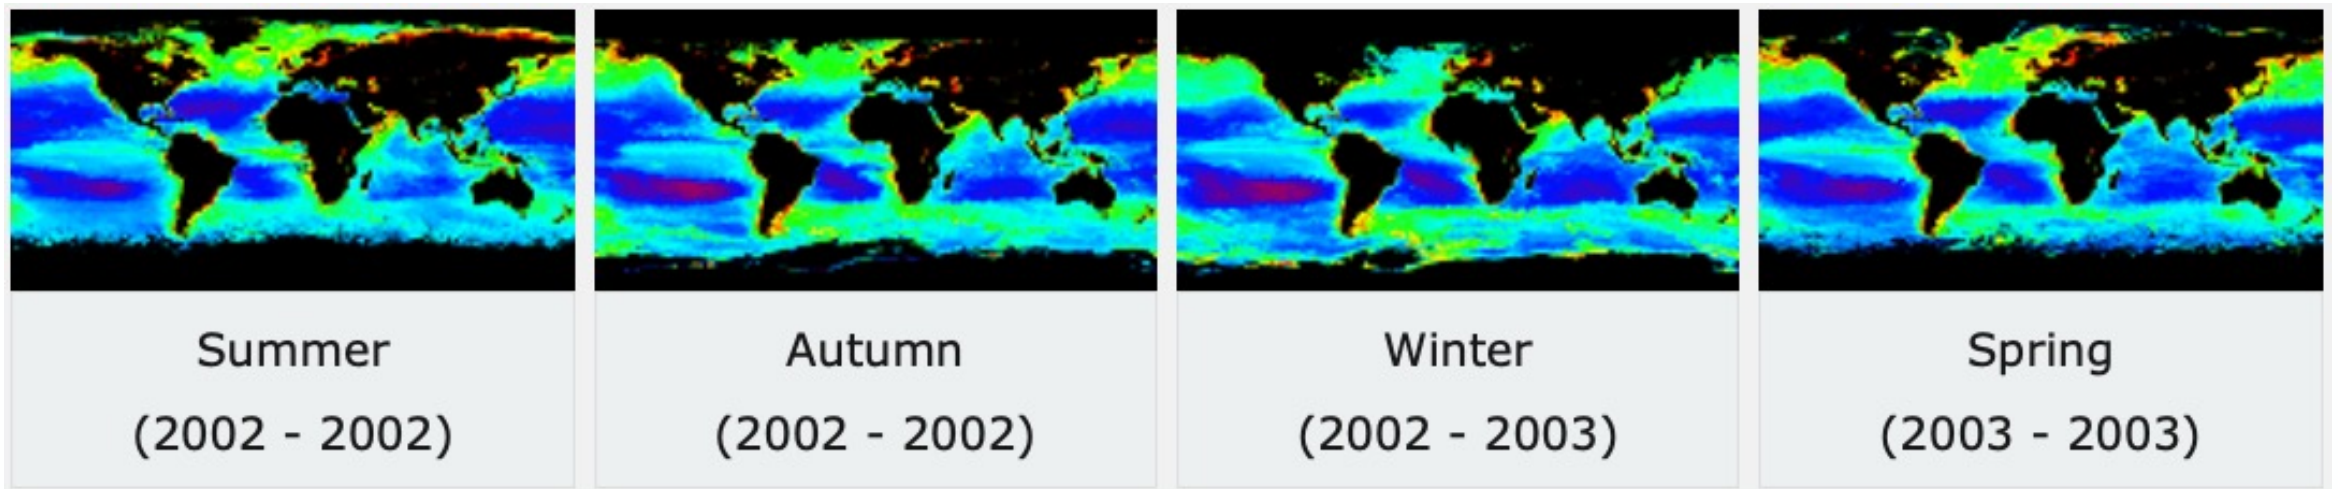 Summer
(2002 - 2002)
Autumn
(2002 - 2002)
Winter
(2002 - 2003)
Spring
(2003 - 2003)